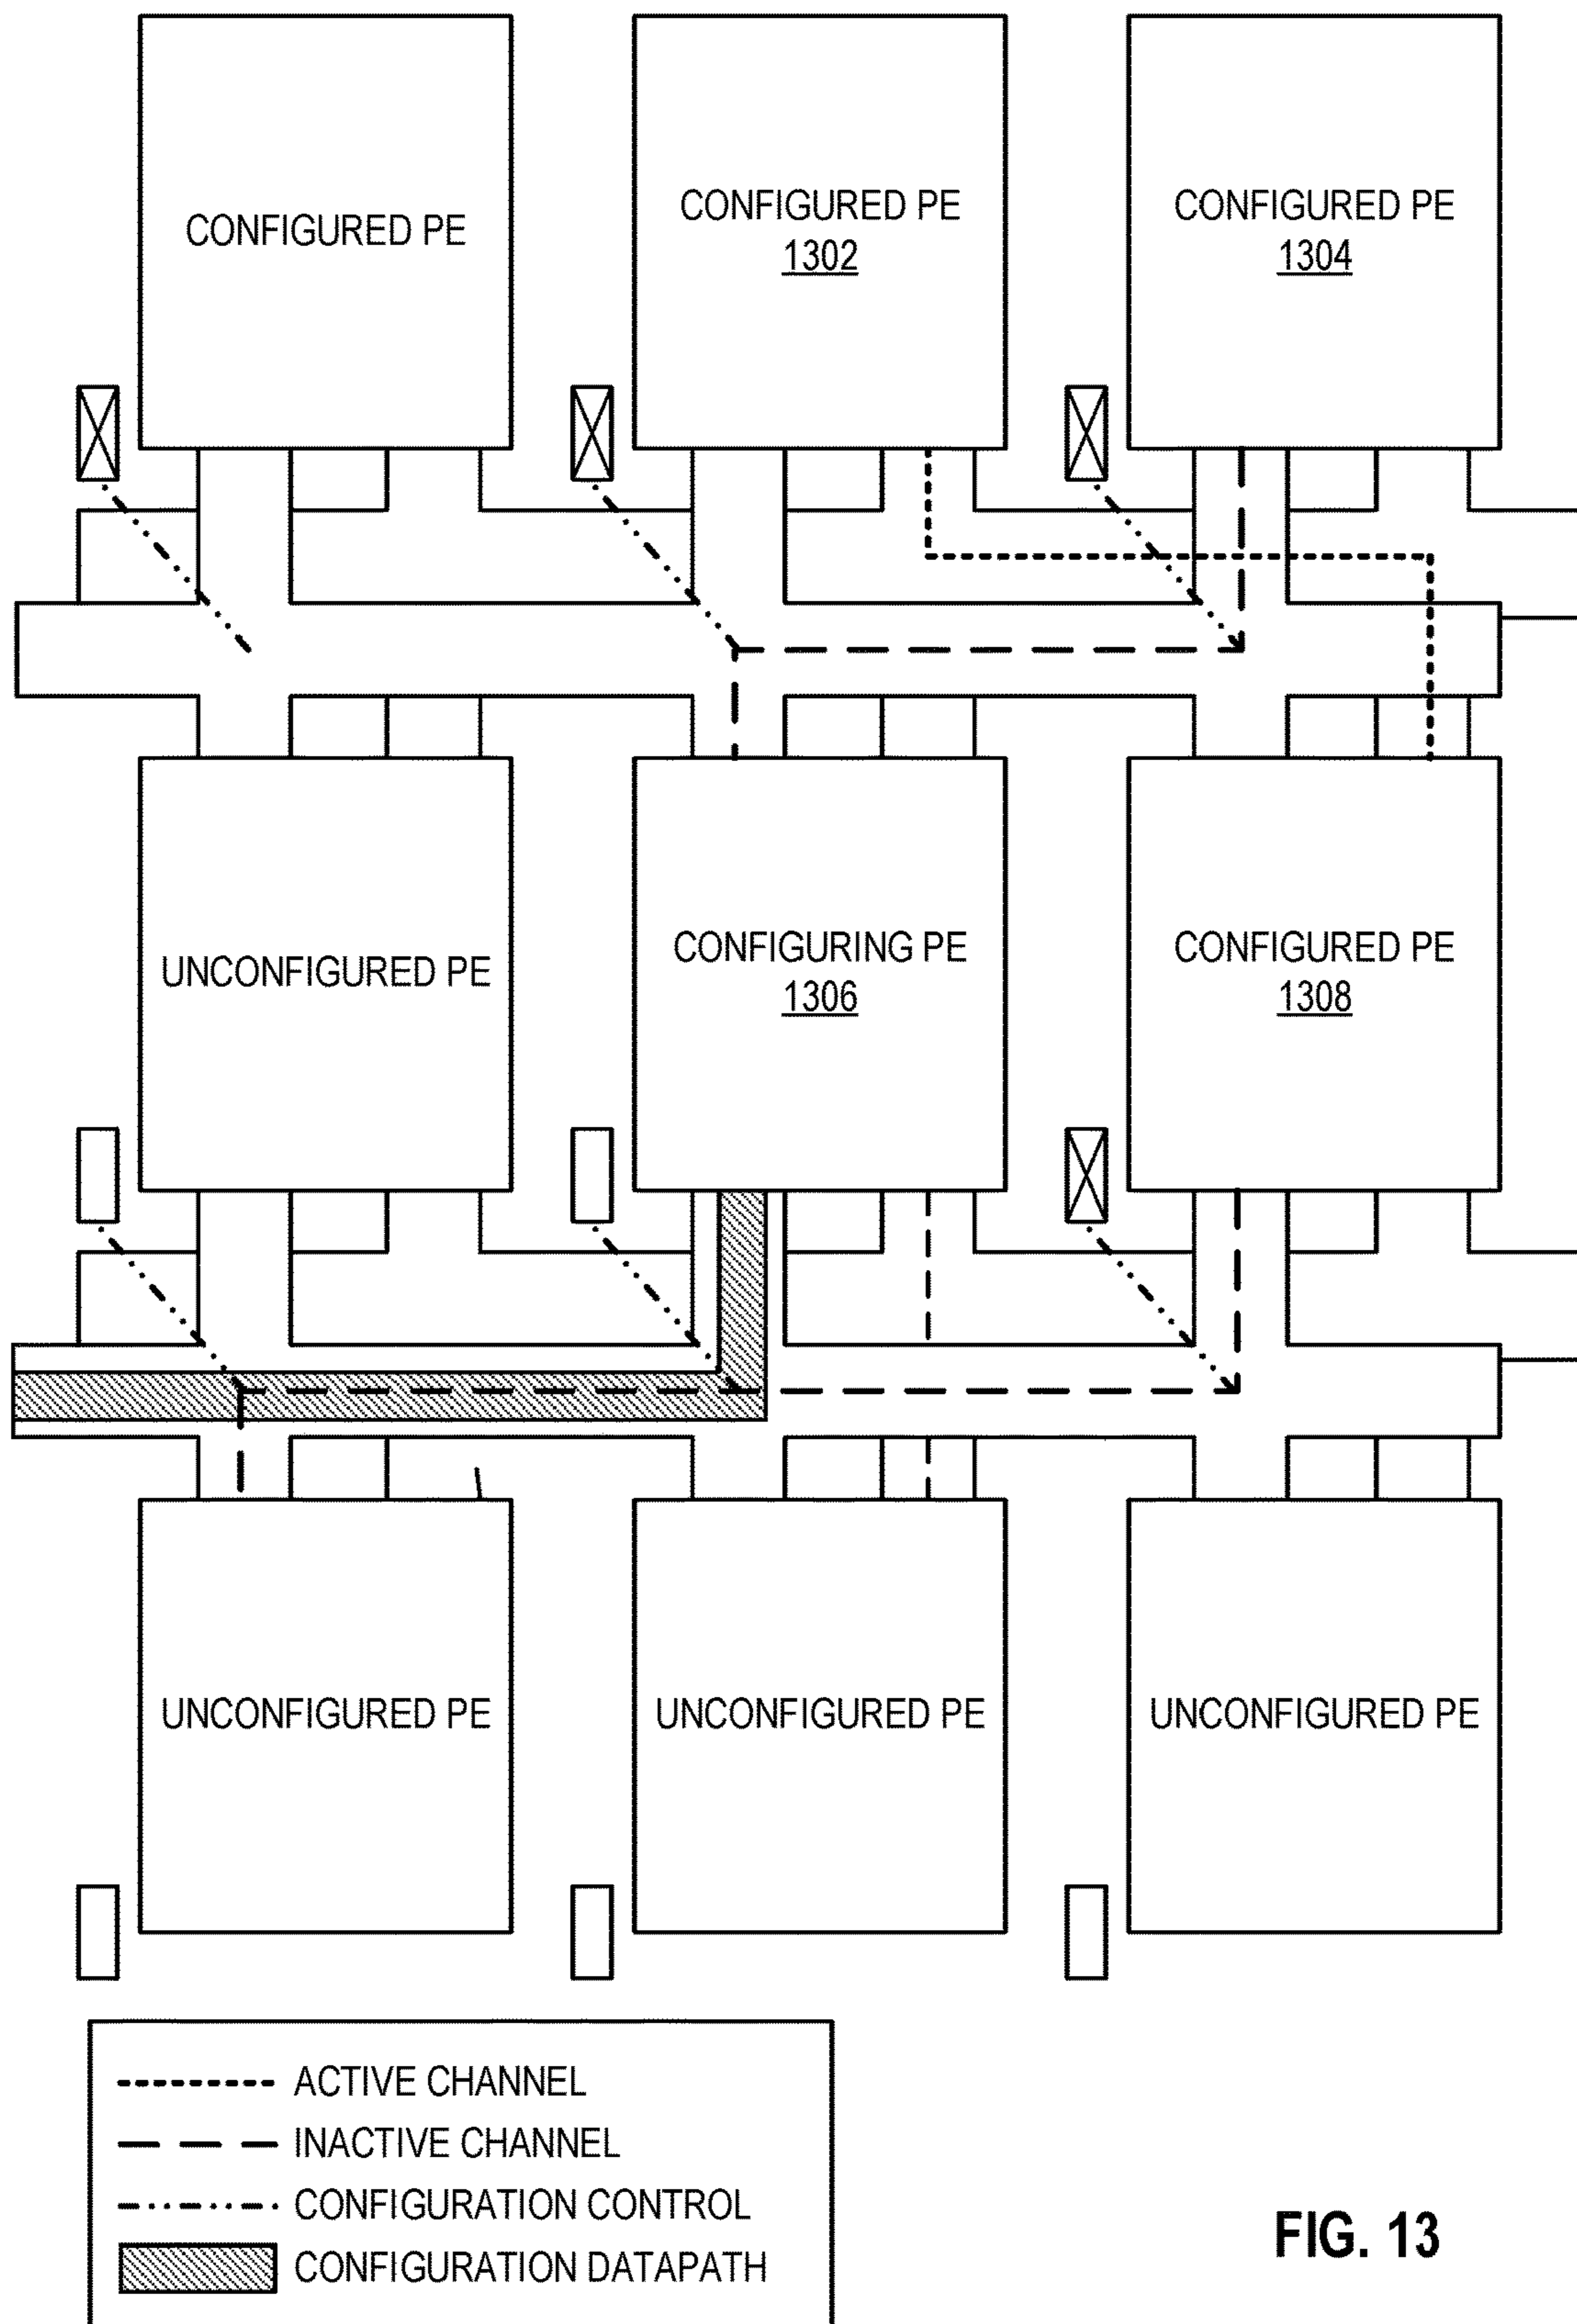 CONFIGURED PE
CONFIGURED PE
1302
CONFIGURED PE
1304
UNCONFIGURED PE
CONFIGURING PE
1306
CONFIGURED PE
1308
UNCONFIGURED PE
UNCONFIGURED PE
UNCONFIGURED PE
ACTIVE CHANNEL
INACTIVE CHANNEL
CONFIGURATION CONTROL
CONFIGURATION DATAPATH
FIG. 13